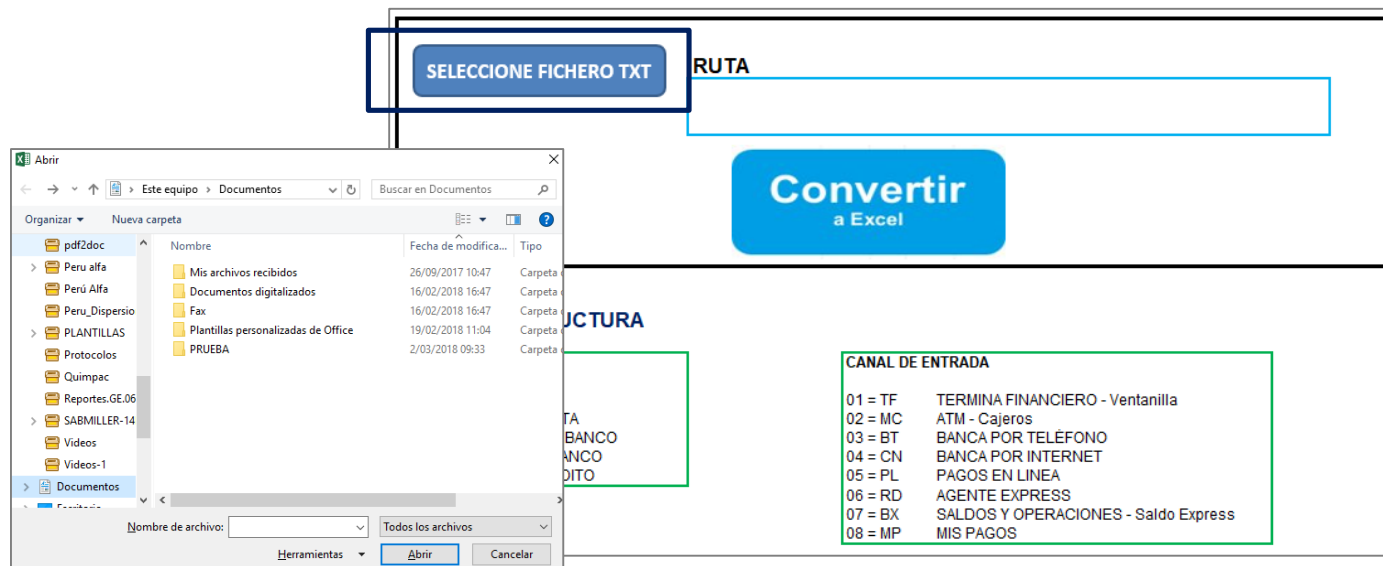 SELECCIONE FICHERO TXT
RUTA
Convertir
a Excel
Abrir
Este equipo > Documentos
Buscar en Documentos
Organizar
Nueva carpeta
pdf2doc
Peru alfa
Perú Alfa
Peru_Dispersio
PLANTILLAS
Protocolos
Quimpac
Reportes.GE.06
SABMILLER-14
Videos
Videos-1
Documentos
Nombre Fecha de modifica... Tipo
Mis archivos recibidos 26/09/2017 10:47 Carpeta
Documentos digitalizados 16/02/2018 16:47 Carpeta
Fax 16/02/2018 16:47 Carpeta
Plantillas personalizadas de Office 19/02/2018 11:04 Carpeta
PRUEBA 2/03/2018 09:33 Carpeta
Nombre de archivo:
Todos los archivos
Herramientas
Abrir
Cancelar
UCTURA
TA
BANCO
ANCO
DITO
CANAL DE ENTRADA
01 = TF TERMINA FINANCIERO - Ventanilla
02 = MC ATM - Cajeros
03 = BT BANCA POR TELÉFONO
04 = CN BANCA POR INTERNET
05 = PL PAGOS EN LINEA
06 = RD AGENTE EXPRESS
07 = BX SALDOS Y OPERACIONES - Saldo Express
08 = MP MIS PAGOS